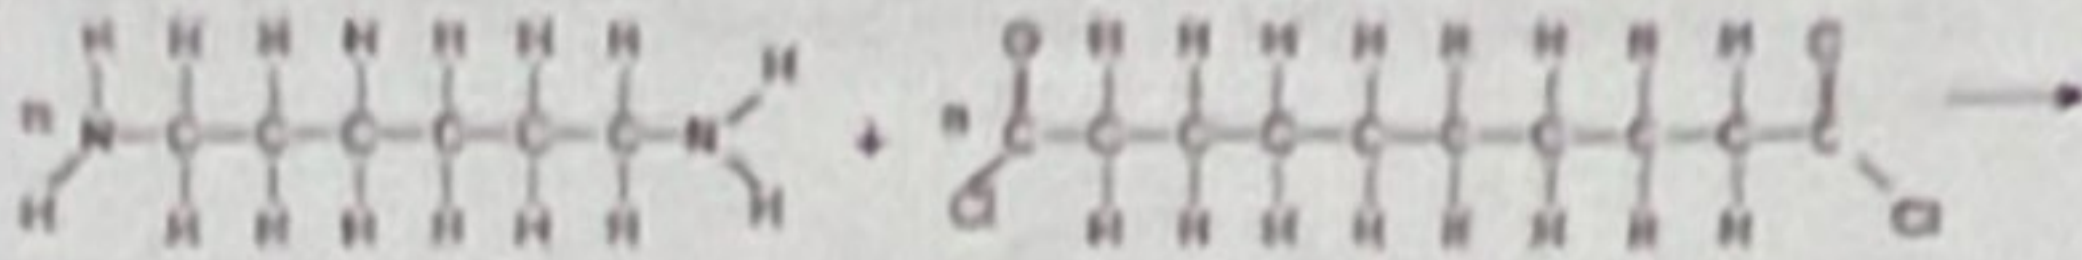 H H H H H H H H O H H H H H H H H O
n N C C C C C C N + n C C C C C C C C C C
H H H H H H H H Cl H H H H H H H H Cl